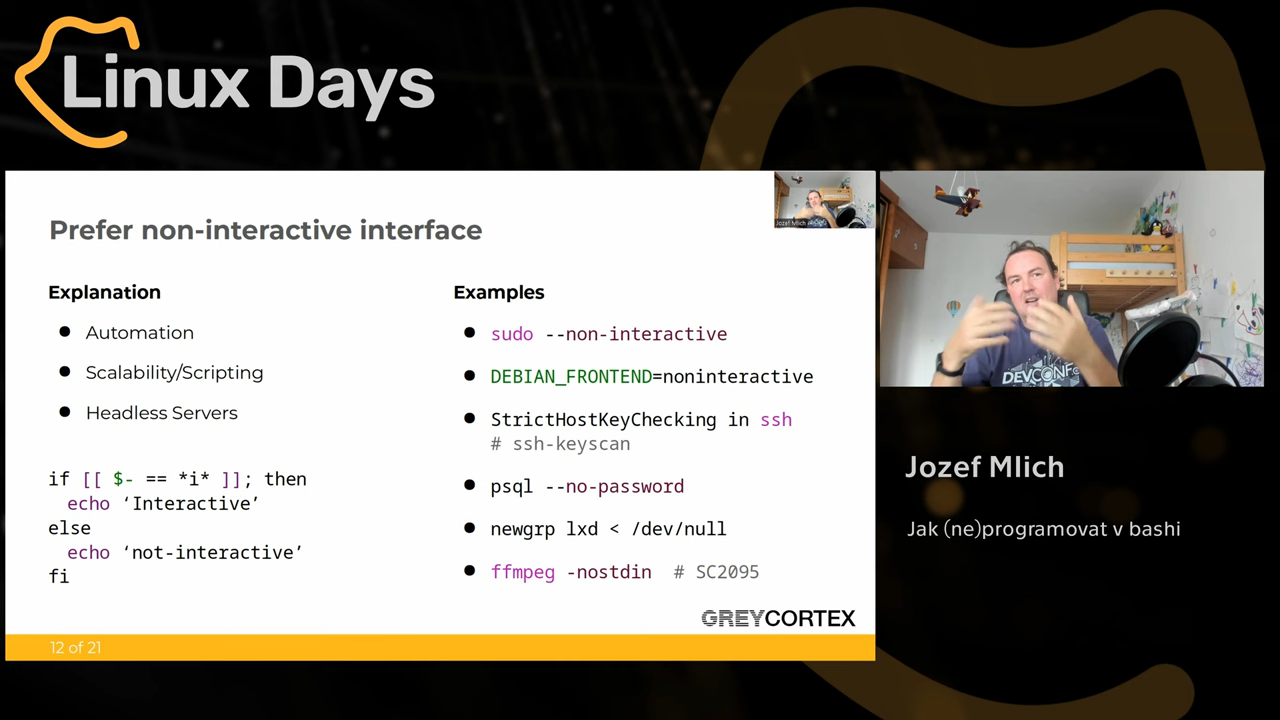 Linux Days
Prefer non-interactive interface
Jozef Mlich
Explanation
Automation
Scalability/Scripting
Headless Servers
if [[ $- == *i* ]]; then
echo ‘Interactive’
else
echo ‘not-interactive’
fi
Examples
sudo --non-interactive
DEBIAN_FRONTEND=noninteractive
StrictHostKeyChecking in ssh
# ssh-keyscan
psql --no-password
newgrp lxd < /dev/null
ffmpeg -nostdin # SC2095
GREYCORTEX
12 of 21
DEVCONF
Jozef Mlich
Jak (ne)programovat v bashi